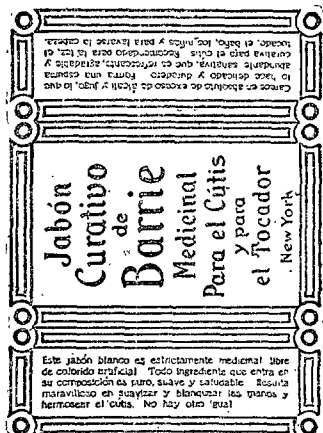 Carece en absoluto de exceso de álcali y jugo, lo que
lo hace delicado y duradero Forma una espuma
abundante sanativa, que es refrescante, agradable y
curativa para el cútis Recomendado para la faz, el
tocado, el baño, los niños y para lavarse la cabeza.
Jabón
Curativo
de
Barrie
Medicinal
Para el Cútis
y para
el Tocador
New York
Este jabón blanco es estrictamente medicinal libre
de colorido artificial Todo ingrediente que entra en
su composición es puro, suave y saludable Resulta
maravilloso en suavizar y blanquear las manos y
hermosear el cútis. No hay otro igual